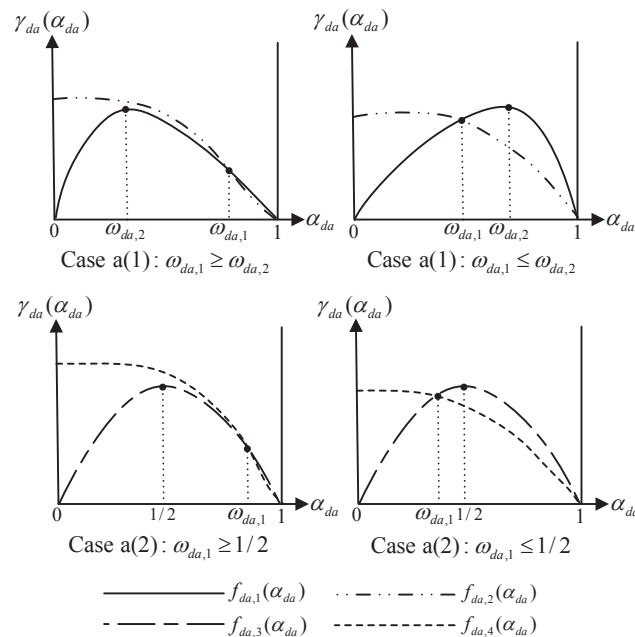 γ_da(α_da) γ_da(α_da)
0 ω_da,2 ω_da,1 1 α_da 0 ω_da,1 ω_da,2 1 α_da
Case a(1): ω_da,1 ≥ ω_da,2 Case a(1): ω_da,1 ≤ ω_da,2
γ_da(α_da) γ_da(α_da)
0 1/2 ω_da,1 1 α_da 0 ω_da,1 1/2 1 α_da
Case a(2): ω_da,1 ≥ 1/2 Case a(2): ω_da,1 ≤ 1/2
f_da,1(α_da) f_da,2(α_da)
f_da,3(α_da) f_da,4(α_da)